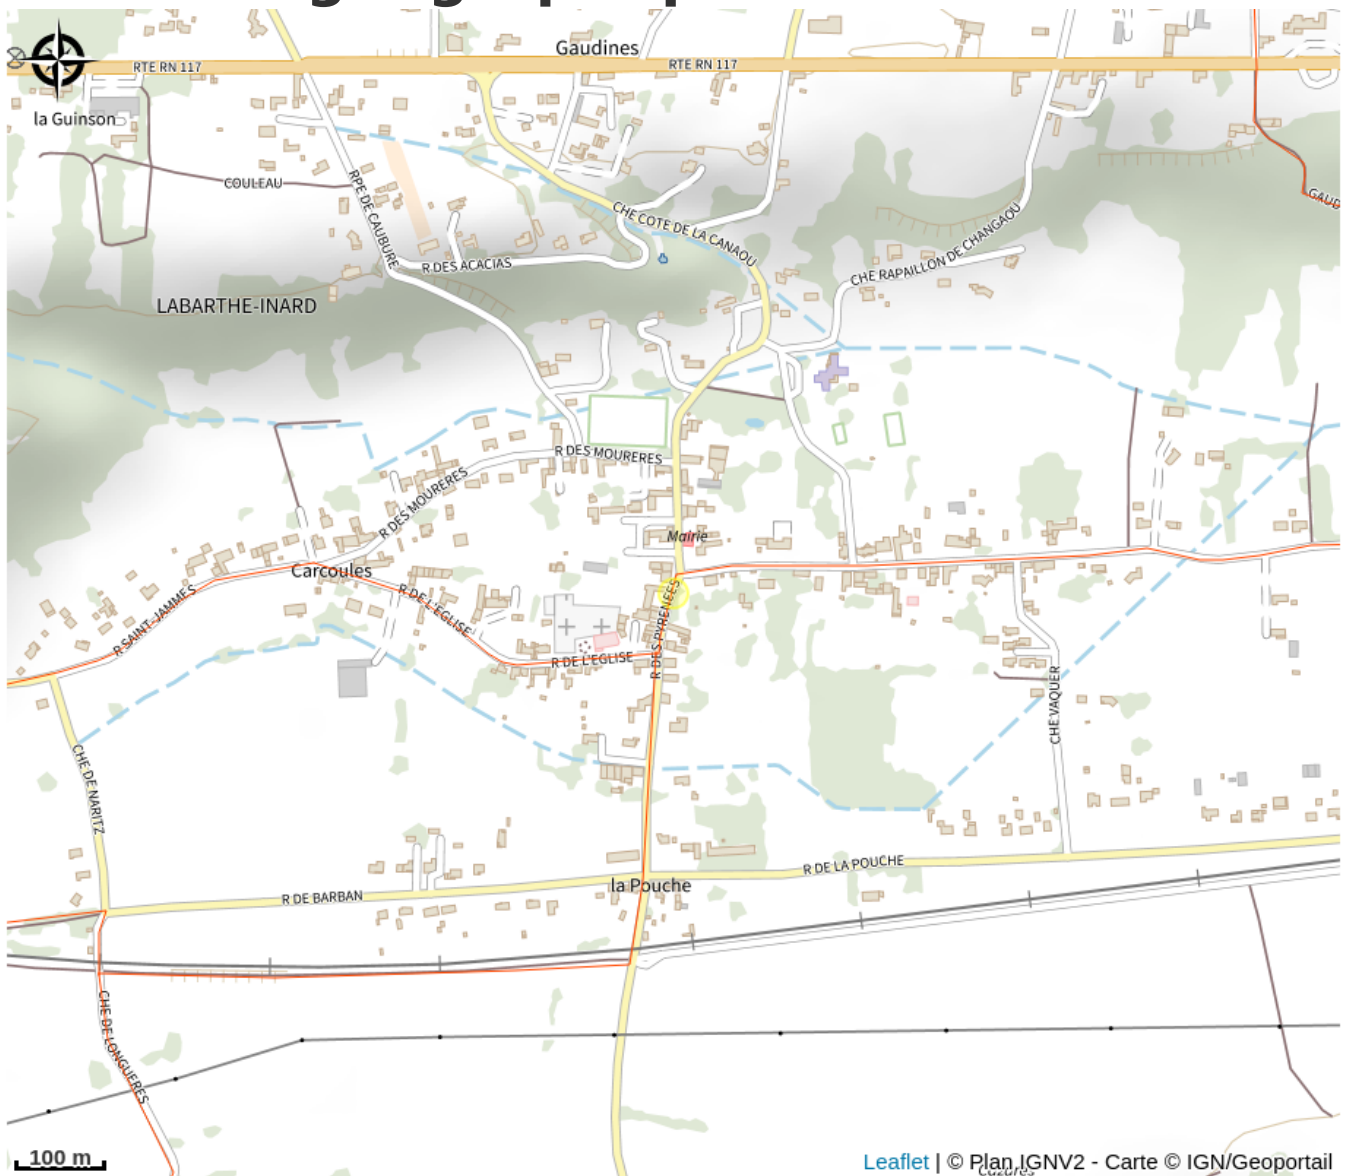 Gaudines
RTE RN 117
RTE RN 117
la Guinson
COULEAU
RPE DE CAUBURE
GAUD
CHE COTE DE LA CANAOU
CHE RAPAILLON DE CHANGAOU
R DES ACACIAS
LABARTHE-INARD
R DES MOURERES
R DES MOURERES
Mairie
Carcoules
R DE L'EGLISE
R SAINT-JAMMES
R DES PYRENEES
R DE L'EGLISE
CHE VAQUER
CHE DE NARITZ
R DE LA POUCHE
la Pouche
R DE BARBAN
CHE DE LONGUERES
100 m
Leaflet | © Plan IGNV2 - Carte © IGN/Geoportail
Cazares